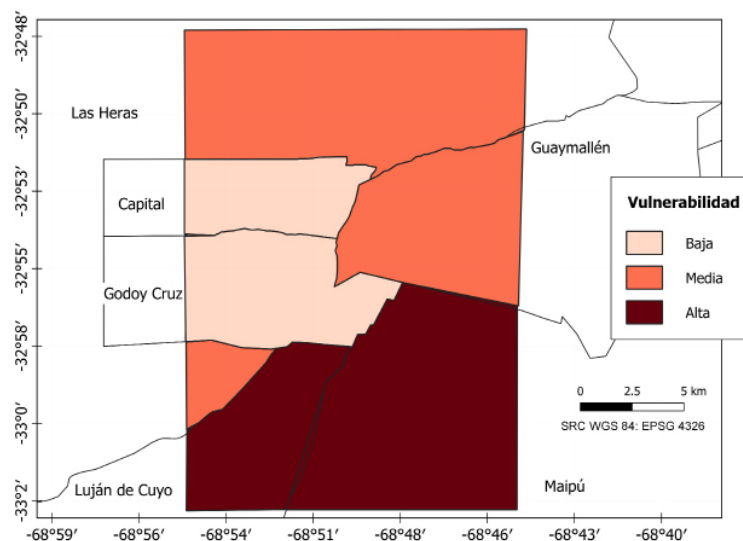 -32°48'
-32°50'
-32°53'
-32°55'
-32°58'
-33°0'
-33°2'
Las Heras
Guaymallén
Capital
Godoy Cruz
Luján de Cuyo
Maipú
Vulnerabilidad
Baja
Media
Alta
0 2.5 5 km
SRC WGS 84: EPSG 4326
-68°59' -68°56' -68°54' -68°51' -68°48' -68°46' -68°43' -68°40'